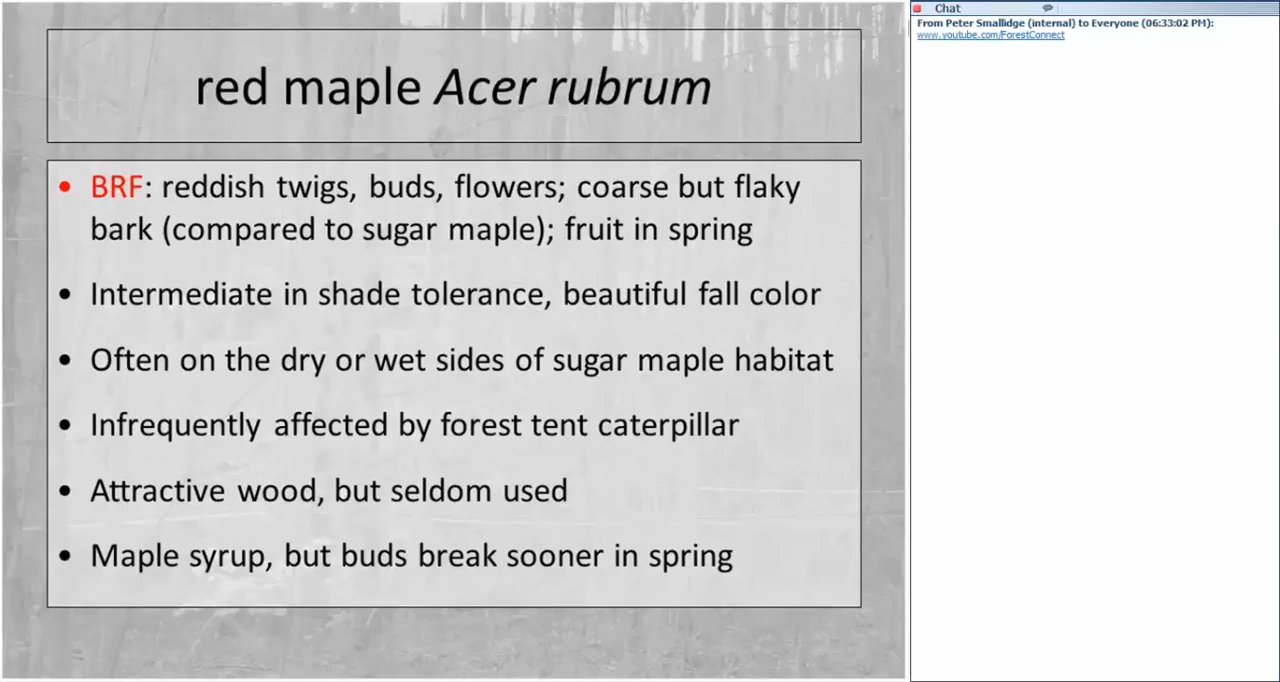 red maple Acer rubrum
• BRF: reddish twigs, buds, flowers; coarse but flaky
bark (compared to sugar maple); fruit in spring
• Intermediate in shade tolerance, beautiful fall color
• Often on the dry or wet sides of sugar maple habitat
• Infrequently affected by forest tent caterpillar
• Attractive wood, but seldom used
• Maple syrup, but buds break sooner in spring
Chat
From Peter Smallidge (internal) to Everyone (06:33:02 PM):
www.youtube.com/ForestConnect